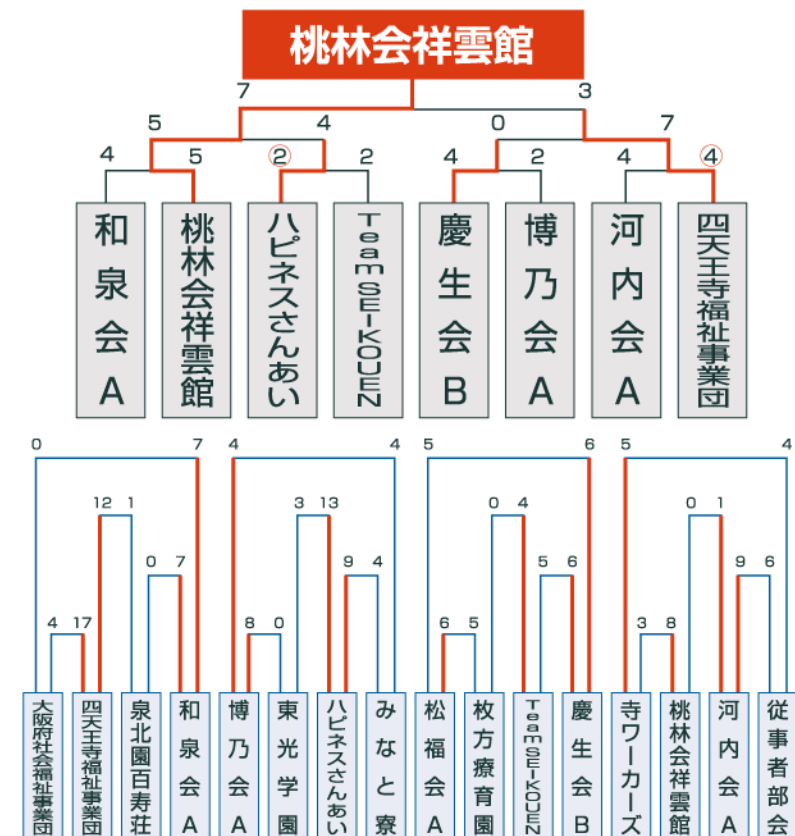 桃林会祥雲館
7 3
5 4 0 7
4 5 ② 2 4 2 4 ④
和泉会A
桃林会祥雲館
ハピネスさんあい
TeamSEIKOUEN
慶生会B
博乃会A
河内会A
四天王寺福祉事業団
0 7 4 4 5 6 5 4
12 1 3 13 0 4 0 1
0 7 9 4 5 6 9 6
4 17 8 0 6 5 3 8
大阪府社会福祉事業団
四天王寺福祉事業団
泉北園百寿荘
和泉会A
博乃会A
東光学園
ハピネスさんあい
みなと寮
松福会A
枚方療育園
TeamSEIKOUEN
慶生会B
寺ワーカーズ
桃林会祥雲館
河内会A
従事者部会